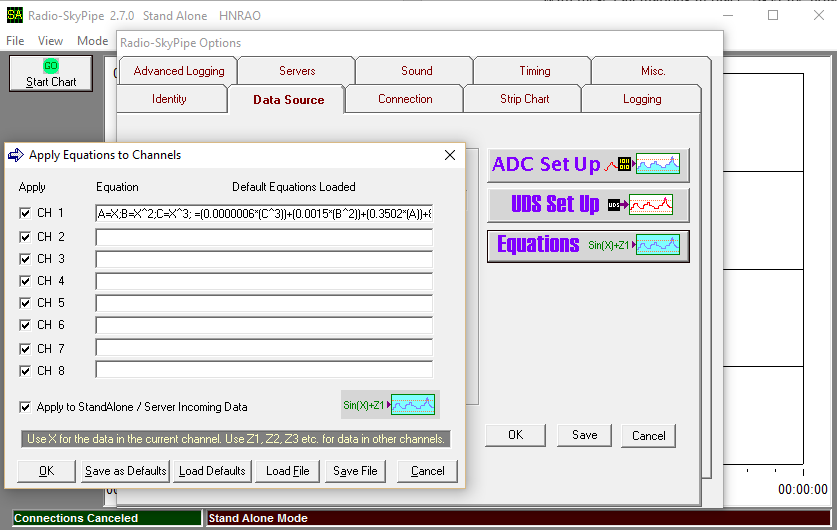 Radio-SkyPipe 2.7.0 Stand Alone HNRAO
File View Mode
Radio-SkyPipe Options
GO
Start Chart
Advanced Logging Servers Sound Timing Misc.
Identity Data Source Connection Strip Chart Logging
Apply Equations to Channels
Apply Equation Default Equations Loaded
CH 1 A=X;B=X^2;C=X^3; =(0.0000006*(C^3))+(0.0015*(B^2))+(0.3502*(A))+
CH 2
CH 3
CH 4
CH 5
CH 6
CH 7
CH 8
Apply to StandAlone / Server Incoming Data
Sin(X)+Z1
Use X for the data in the current channel. Use Z1, Z2, Z3 etc. for data in other channels.
OK Save as Defaults Load Defaults Load File Save File Cancel
ADC Set Up
UDS Set Up UDS
Equations Sin(X)+Z1
OK Save Cancel
00:00:00
Connections Canceled Stand Alone Mode